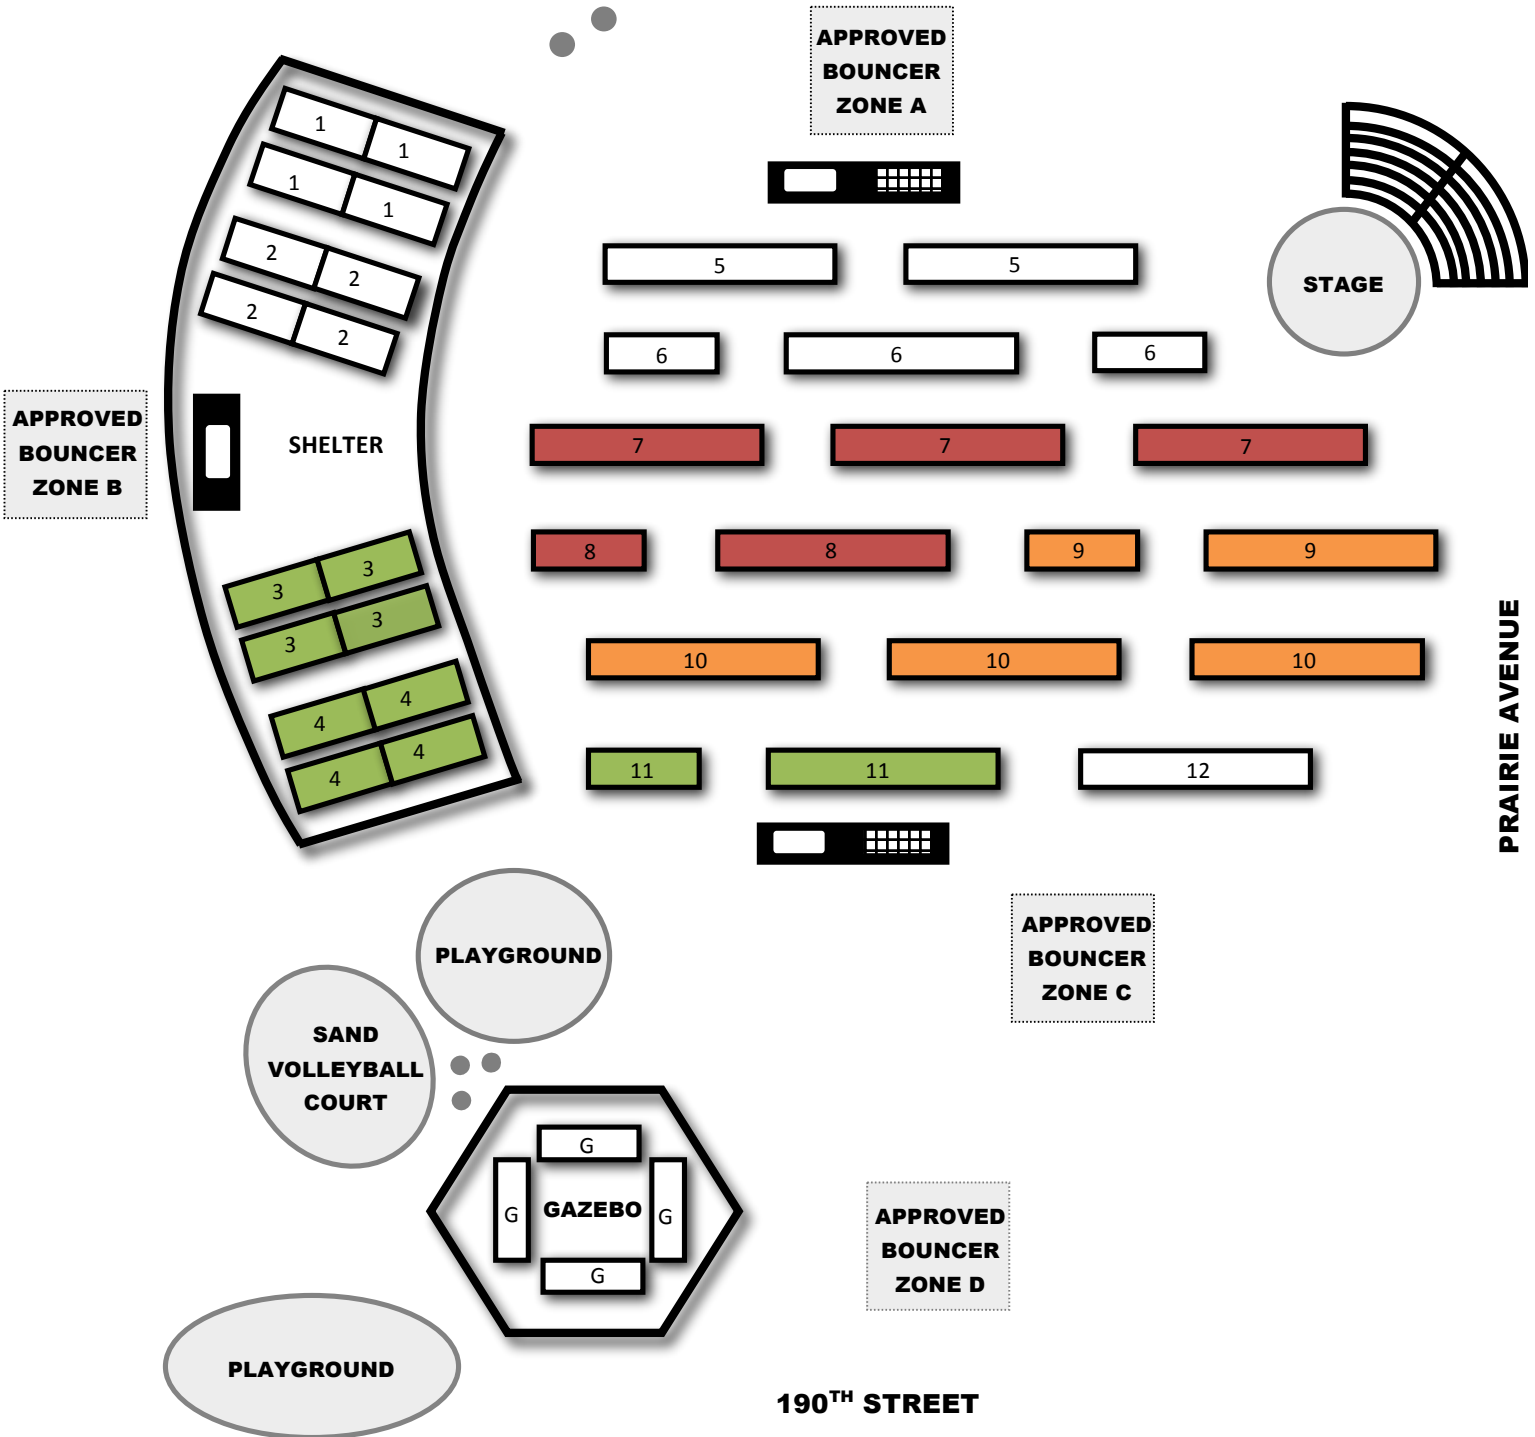 APPROVED
BOUNCER
ZONE A
1
1
1
1
2
2
2
2
5
5
STAGE
6
6
6
APPROVED
BOUNCER
ZONE B
SHELTER
7
7
7
8
8
9
9
3
3
3
3
10
10
10
4
4
4
4
11
11
12
PRAIRIE AVENUE
PLAYGROUND
APPROVED
BOUNCER
ZONE C
SAND
VOLLEYBALL
COURT
G
G
GAZEBO
G
G
APPROVED
BOUNCER
ZONE D
PLAYGROUND
190TH STREET